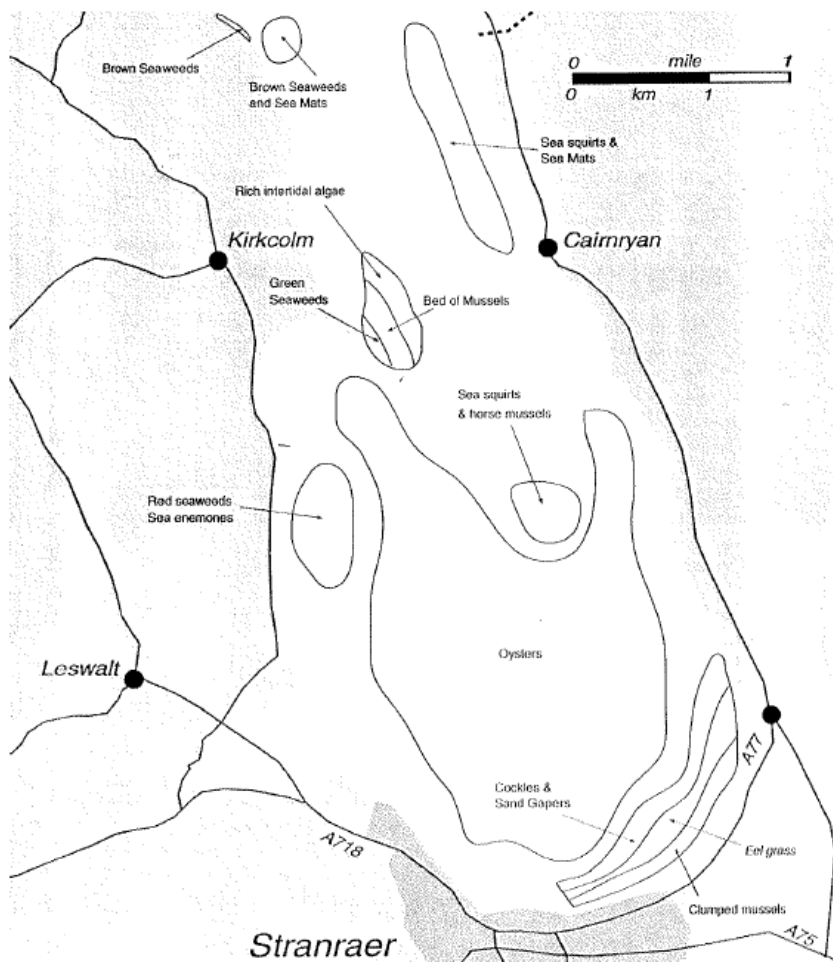 Brown Seaweeds
Brown Seaweeds
and Sea Mats
0 mile 1
0 km 1
Sea squirts &
Sea Mats
Rich intertidal algae
Kirkcolm
Cairnryan
Green
Seaweeds
Bed of Mussels
Sea squirts
& horse mussels
Red seaweeds
Sea enemones
Oysters
Leswalt
A77
Cockles &
Sand Gapers
A718
Eel grass
Clumped mussels
A75
Stranraer